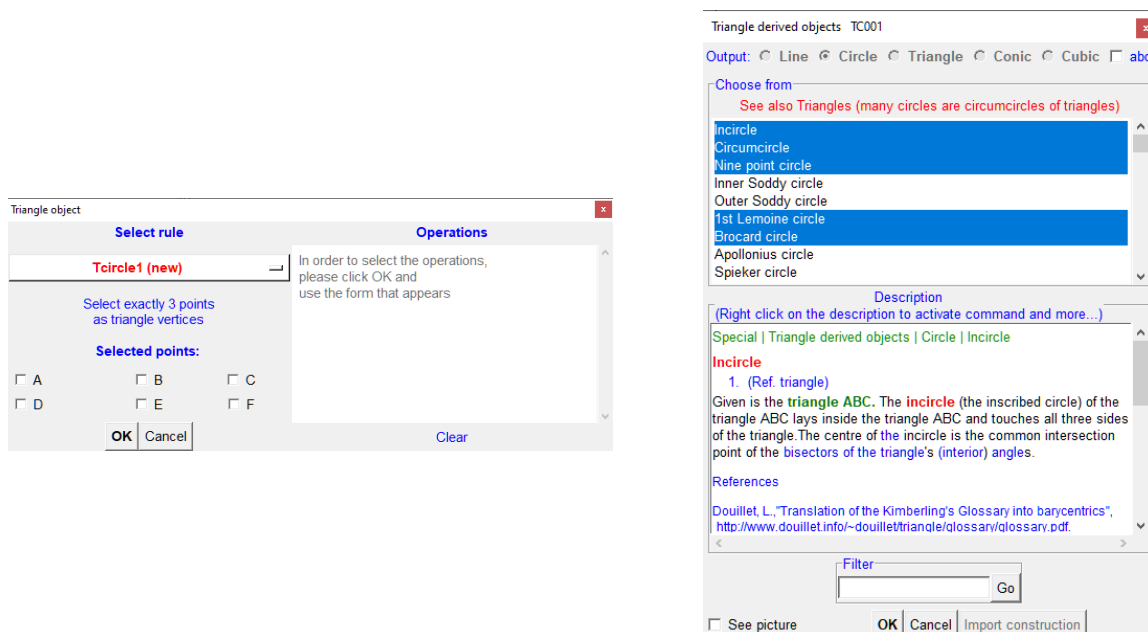 Triangle object
x
Select rule
Operations
Tcircle1 (new)
In order to select the operations,
please click OK and
use the form that appears
Select exactly 3 points
as triangle vertices
Selected points:
A B C
D E F
OK Cancel
Clear
Triangle derived objects TC001
x
Output: Line Circle Triangle Conic Cubic
Choose from
See also Triangles (many circles are circumcircles of triangles)
Incircle
Circumcircle
Nine point circle
Inner Soddy circle
Outer Soddy circle
1st Lemoine circle
Brocard circle
Apollonius circle
Spieker circle
Description
(Right click on the description to activate command and more...)
Special | Triangle derived objects | Circle | Incircle
Incircle
1. (Ref. triangle)
Given is the triangle ABC. The incircle (the inscribed circle) of the
triangle ABC lays inside the triangle ABC and touches all three sides
of the triangle.The centre of the incircle is the common intersection
point of the bisectors of the triangle's (interior) angles.
References
Douillet, L.,"Translation of the Kimberling's Glossary into barycentrics",
http://www.douillet.info/~douillet/triangle/glossary/glossary.pdf.
Filter
Go
See picture OK Cancel Import construction